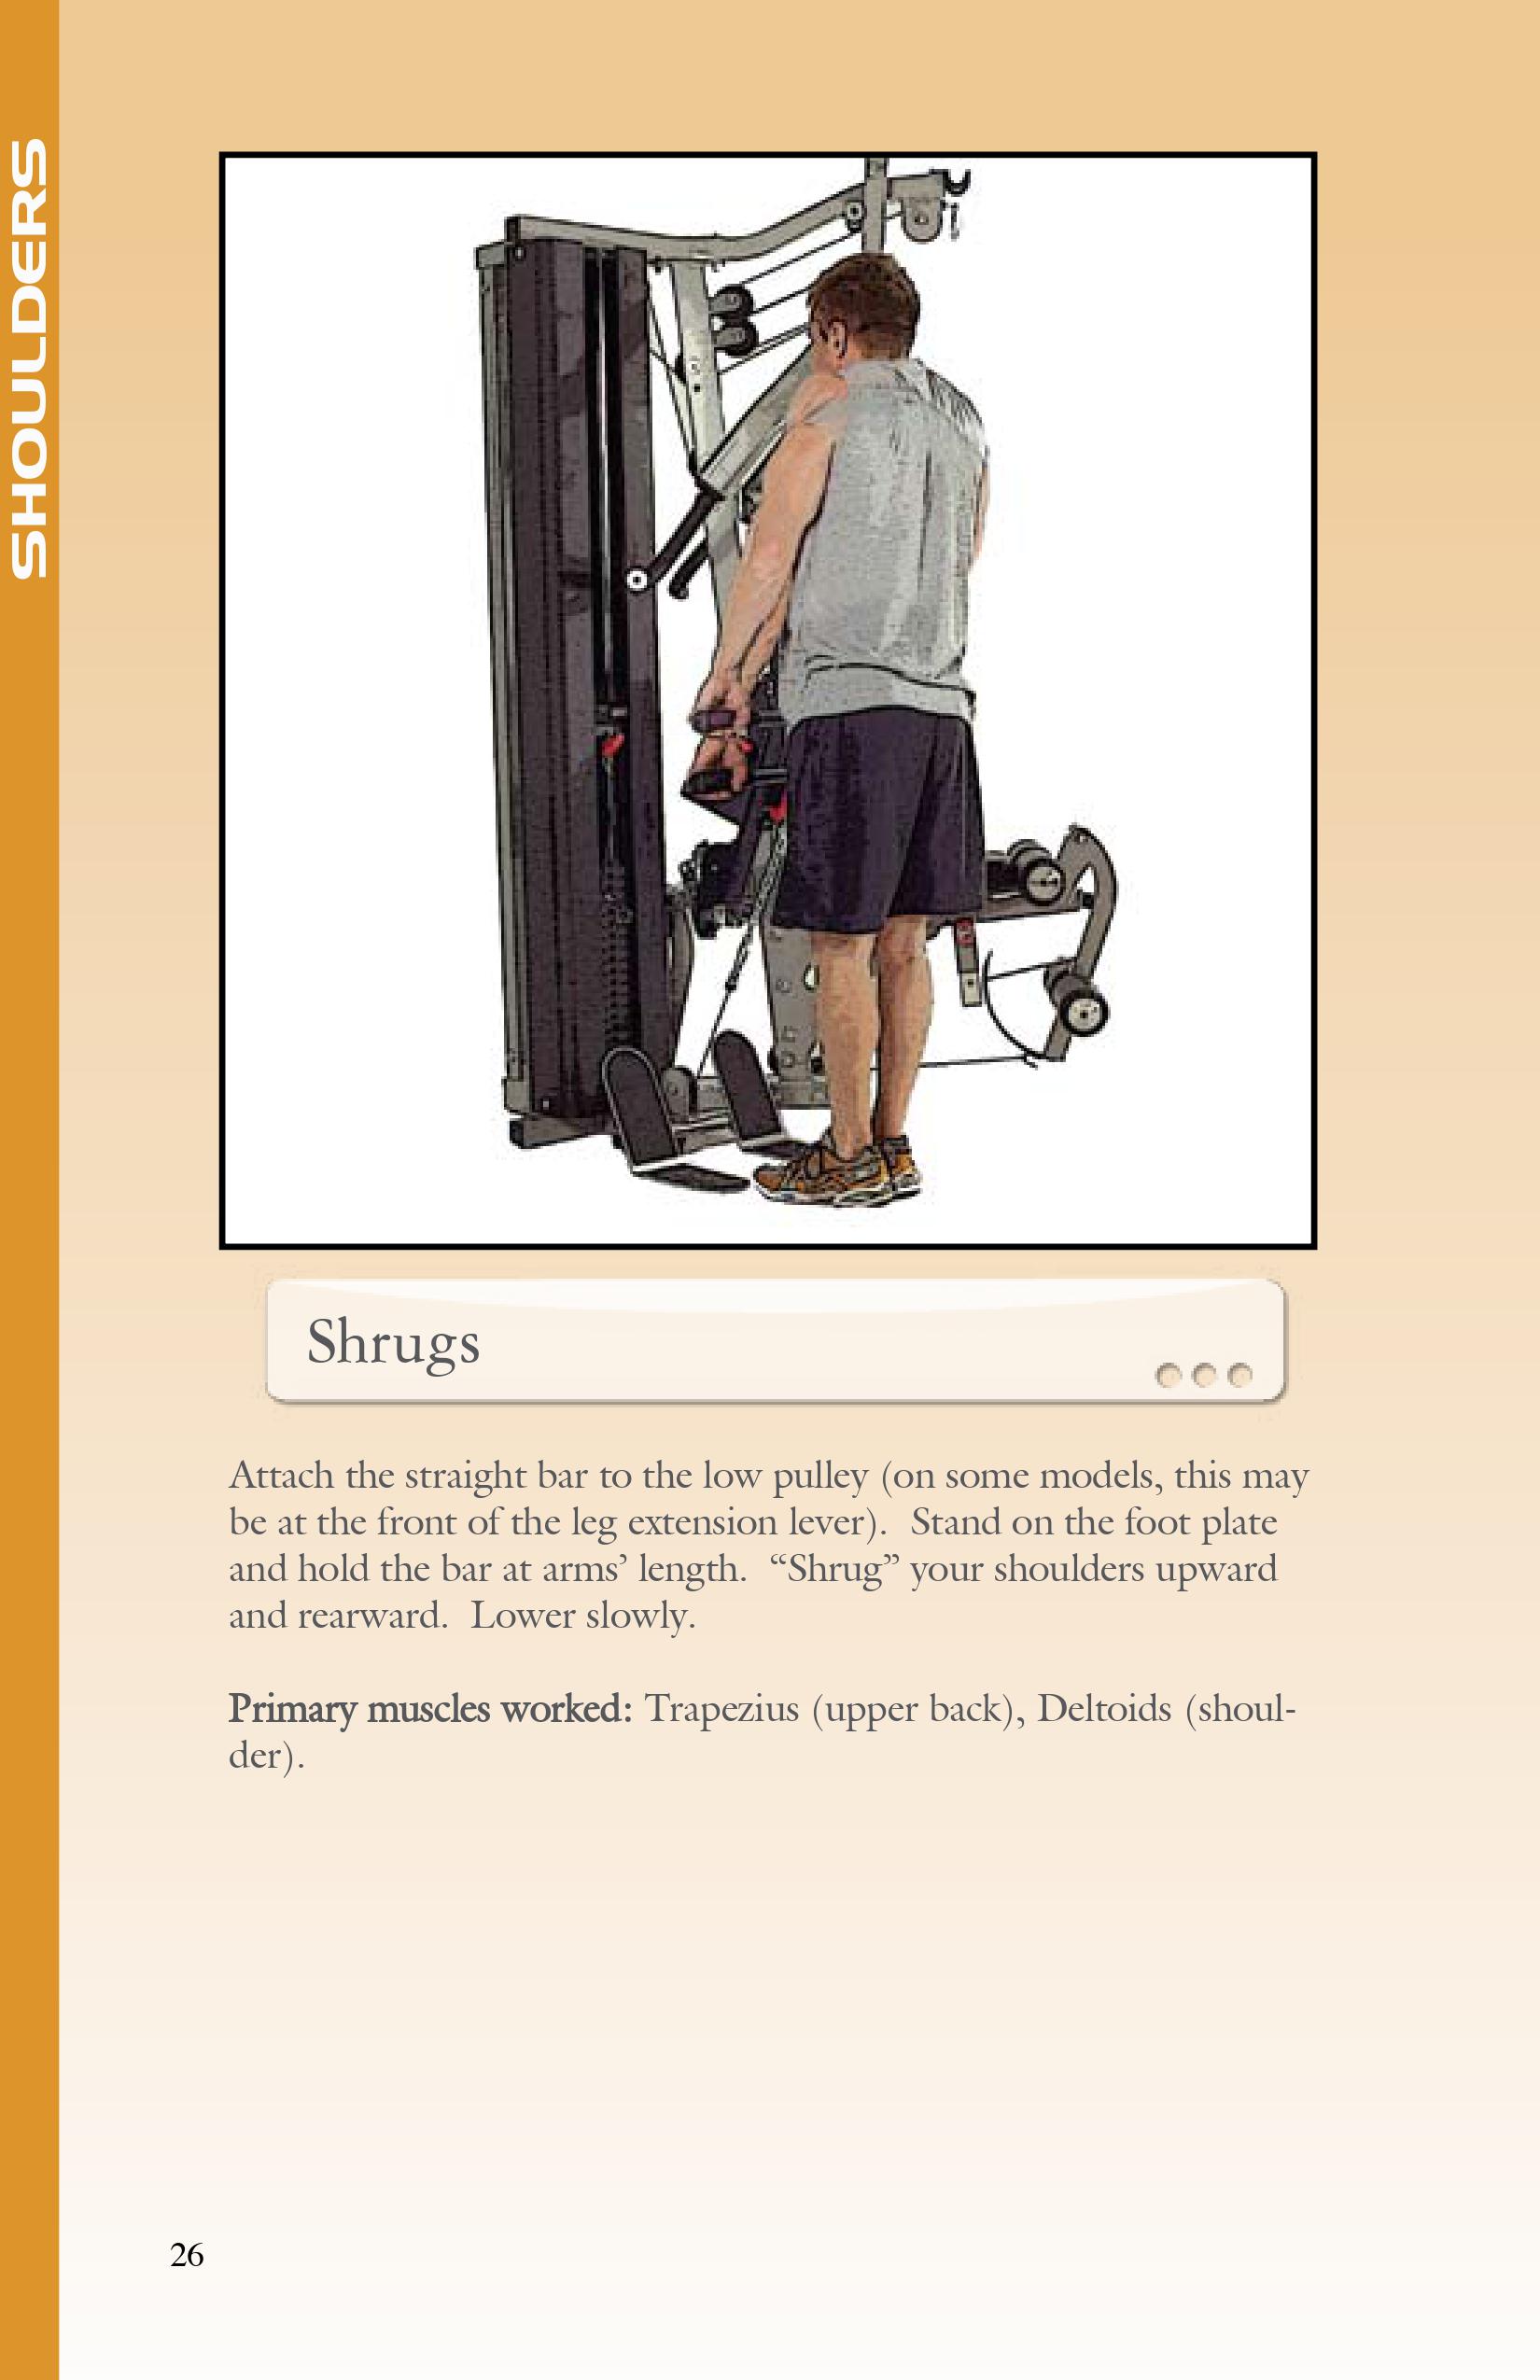 SHOULDERS
Shrugs
Attach the straight bar to the low pulley (on some models, this may
be at the front of the leg extension lever).  Stand on the foot plate
and hold the bar at arms’ length.  “Shrug” your shoulders upward
and rearward.  Lower slowly.
Primary muscles worked: Trapezius (upper back), Deltoids (shoul-
der).
26